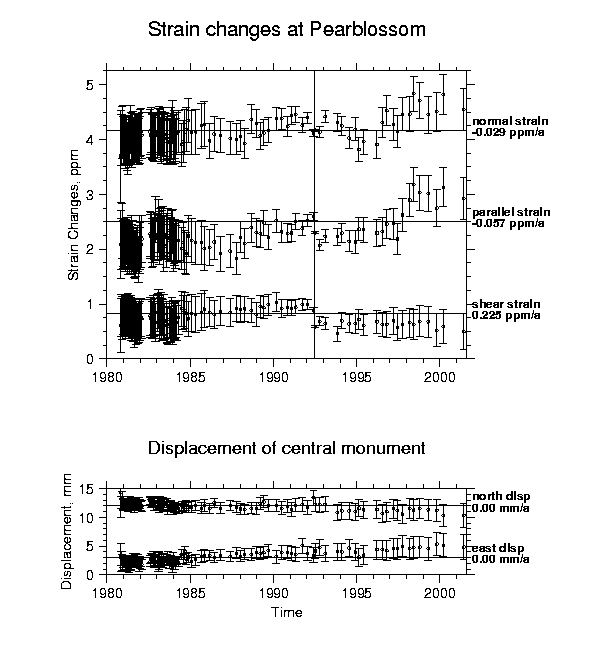 Strain changes at Pearblossom
5
4
3
2
1
0
Strain Changes, ppm
normal strain
-0.029 ppm/a
parallel strain
-0.057 ppm/a
shear strain
0.225 ppm/a
1980 1985 1990 1995 2000
Displacement of central monument
15
10
5
0
Displacement, mm
north disp
0.00 mm/a
east disp
0.00 mm/a
1980 1985 1990 1995 2000
Time